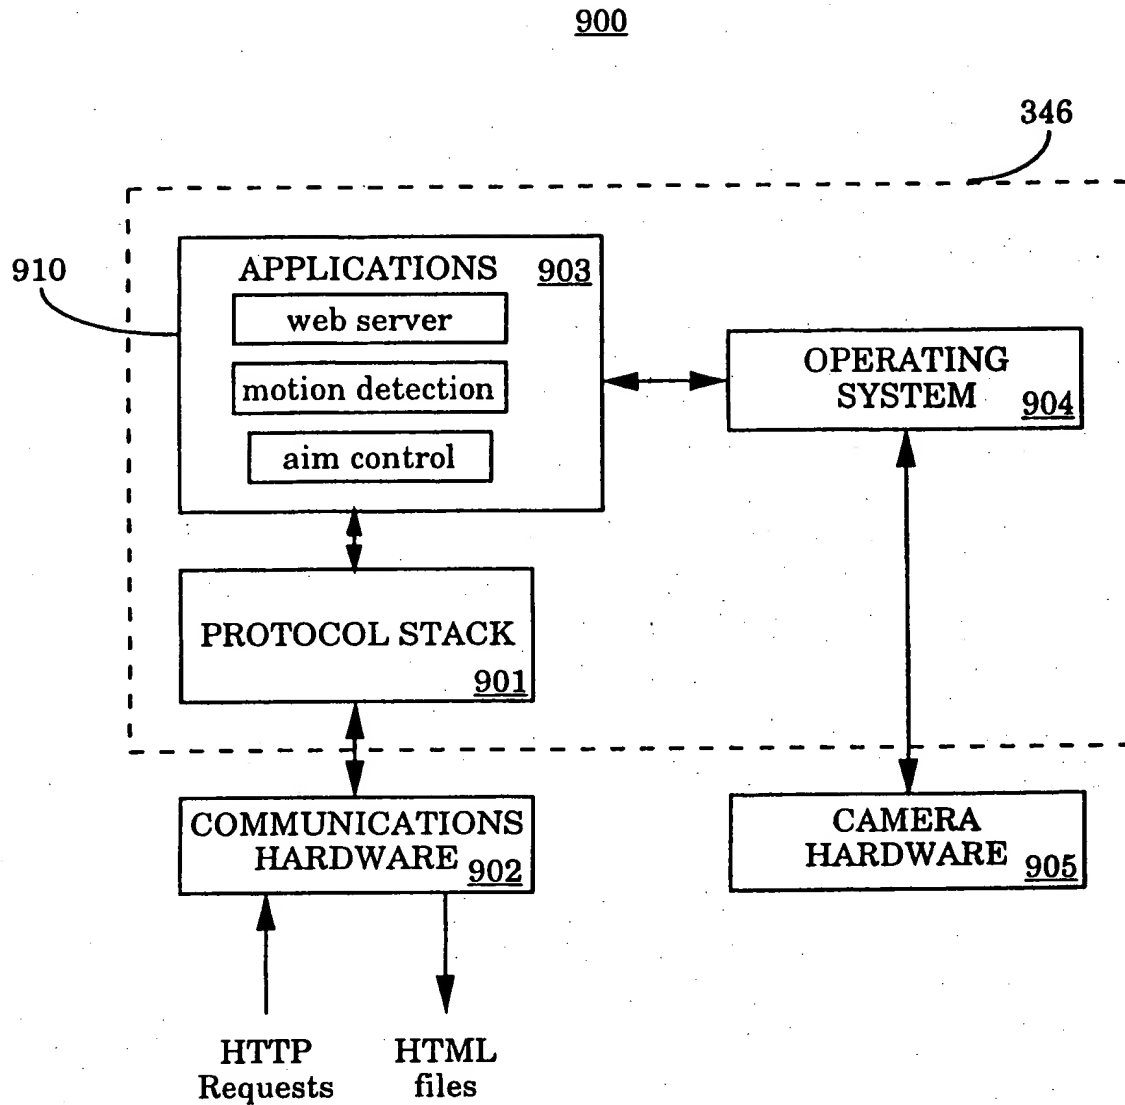 900
346
910
APPLICATIONS
903
web server
motion detection
aim control
OPERATING
SYSTEM
904
PROTOCOL STACK
901
COMMUNICATIONS
HARDWARE
902
CAMERA
HARDWARE
905
HTTP
Requests
HTML
files